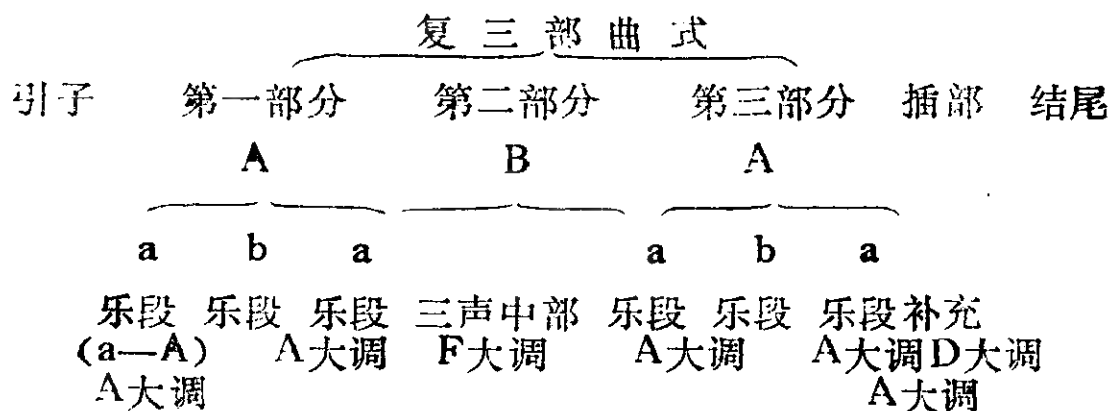 复三部曲式
引子 第一部分 第二部分 第三部分 插部 结尾
A B A
a b a a b a
乐段 乐段 乐段 三声中部 乐段 乐段 乐段补充
(a—A) A大调 F大调 A大调 A大调D大调
A大调 A大调